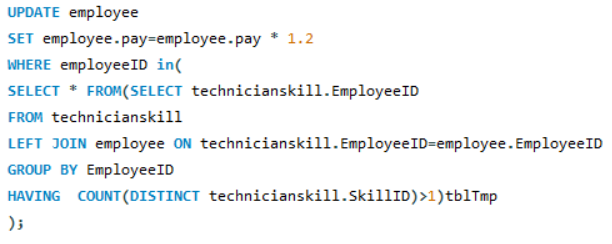 UPDATE employee
SET employee.pay=employee.pay * 1.2
WHERE employeeID in(
SELECT * FROM(SELECT technicianskill.EmployeeID
FROM technicianskill
LEFT JOIN employee ON technicianskill.EmployeeID=employee.EmployeeID
GROUP BY EmployeeID
HAVING  COUNT(DISTINCT technicianskill.SkillID)>1)tblTmp
);